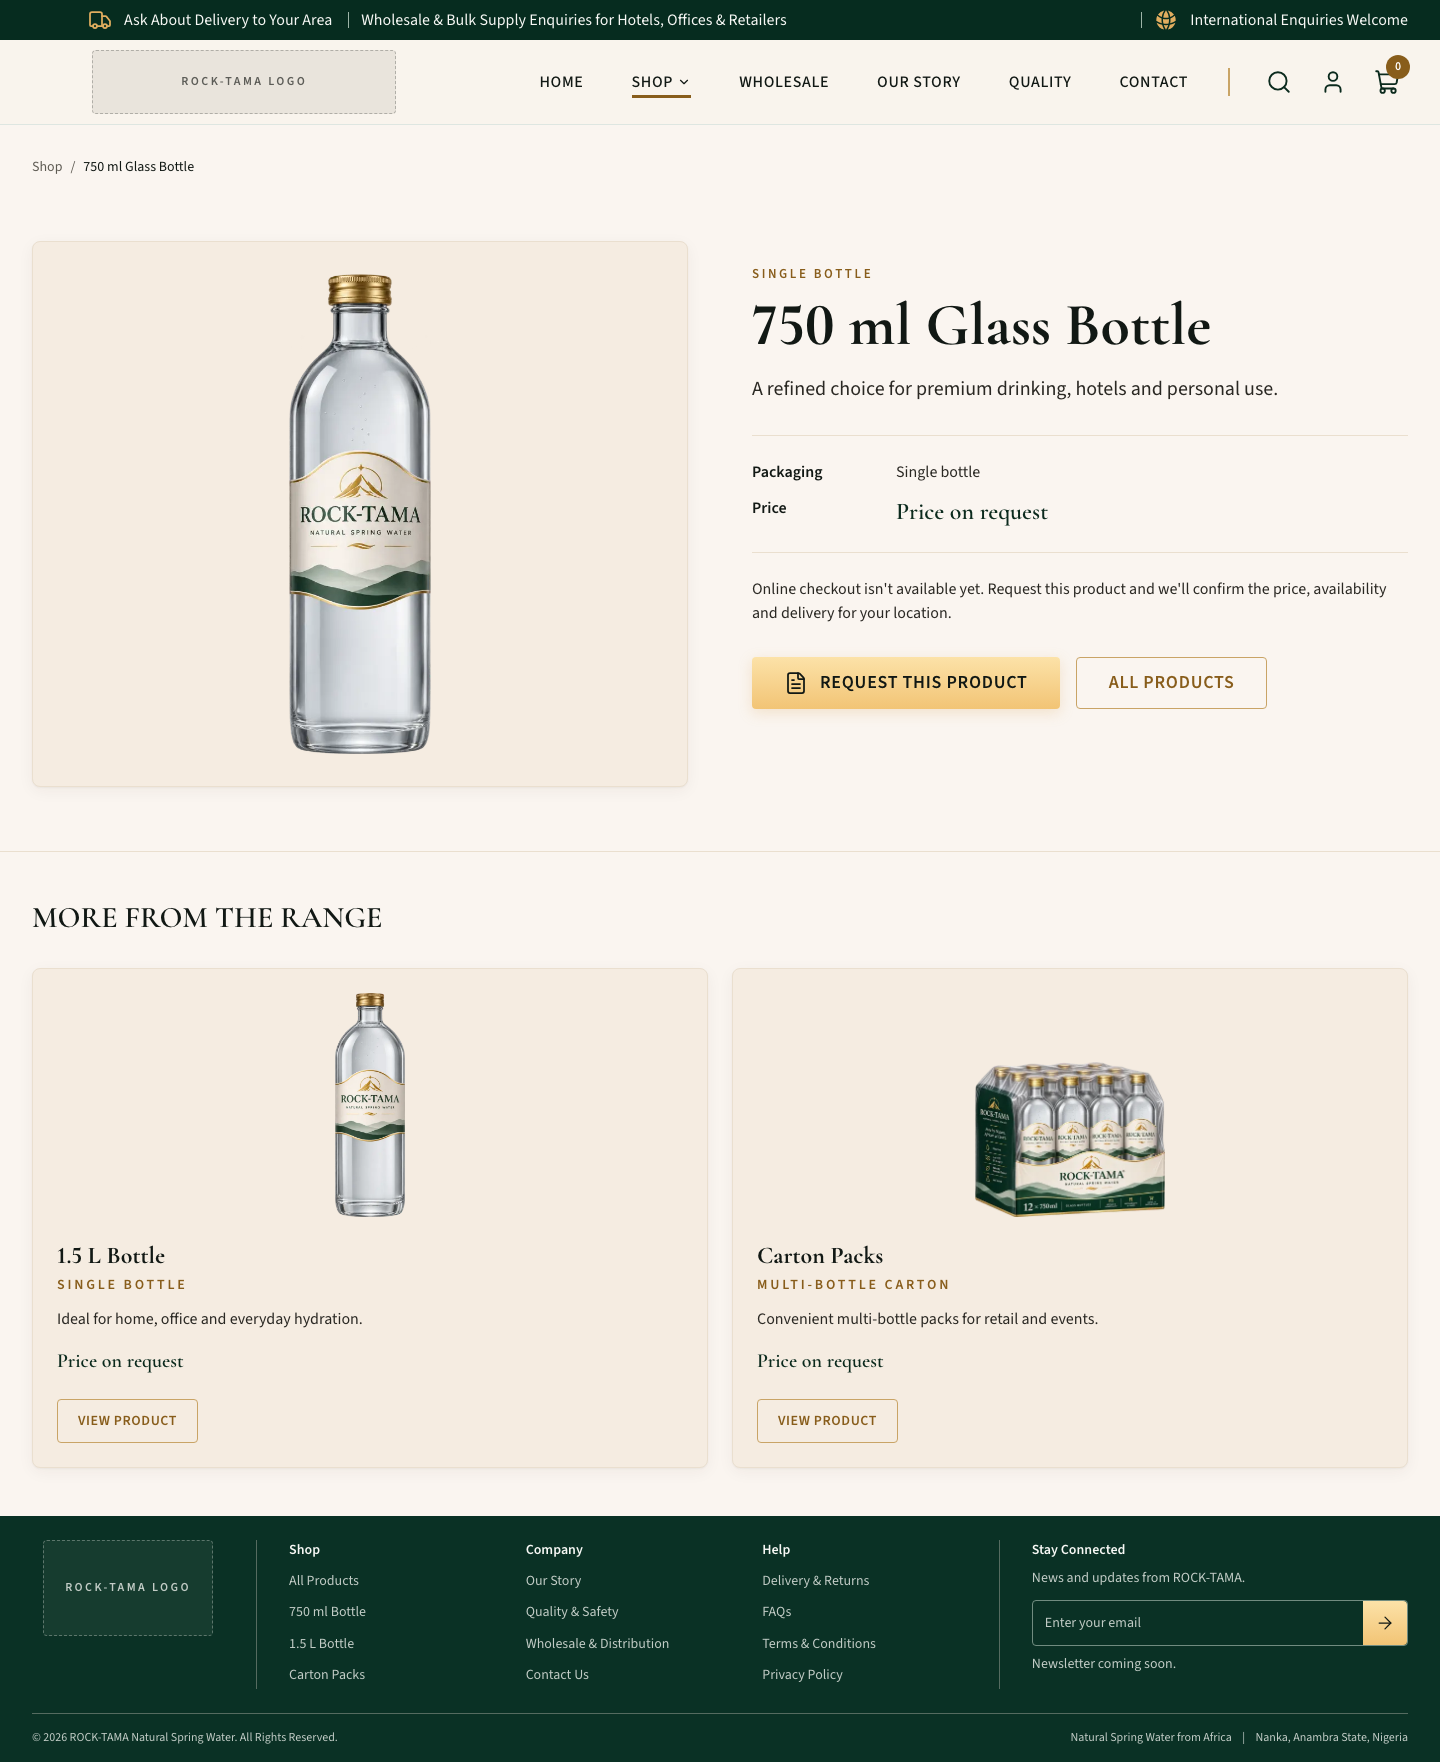 Ask About Delivery to Your Area
Wholesale & Bulk Supply Enquiries for Hotels, Offices & Retailers
International Enquiries Welcome
ROCK-TAMA LOGO
HOME
SHOP
WHOLESALE
OUR STORY
QUALITY
CONTACT
0
Shop / 750 ml Glass Bottle
ROCK-TAMA
NATURAL SPRING WATER
SINGLE BOTTLE
750 ml Glass Bottle
A refined choice for premium drinking, hotels and personal use.
Packaging Single bottle
Price Price on request
Online checkout isn't available yet. Request this product and we'll confirm the price, availability
and delivery for your location.
REQUEST THIS PRODUCT
ALL PRODUCTS
MORE FROM THE RANGE
ROCK-TAMA
NATURAL SPRING WATER
1.5 L Bottle
SINGLE BOTTLE
Ideal for home, office and everyday hydration.
Price on request
VIEW PRODUCT
ROCK-TAMA
ROCK-TAMA
NATURAL SPRING WATER
12 x 750ml
Carton Packs
MULTI-BOTTLE CARTON
Convenient multi-bottle packs for retail and events.
Price on request
VIEW PRODUCT
ROCK-TAMA LOGO
Shop
All Products
750 ml Bottle
1.5 L Bottle
Carton Packs
Company
Our Story
Quality & Safety
Wholesale & Distribution
Contact Us
Help
Delivery & Returns
FAQs
Terms & Conditions
Privacy Policy
Stay Connected
News and updates from ROCK-TAMA.
Enter your email
Newsletter coming soon.
© 2026 ROCK-TAMA Natural Spring Water. All Rights Reserved.
Natural Spring Water from Africa | Nanka, Anambra State, Nigeria